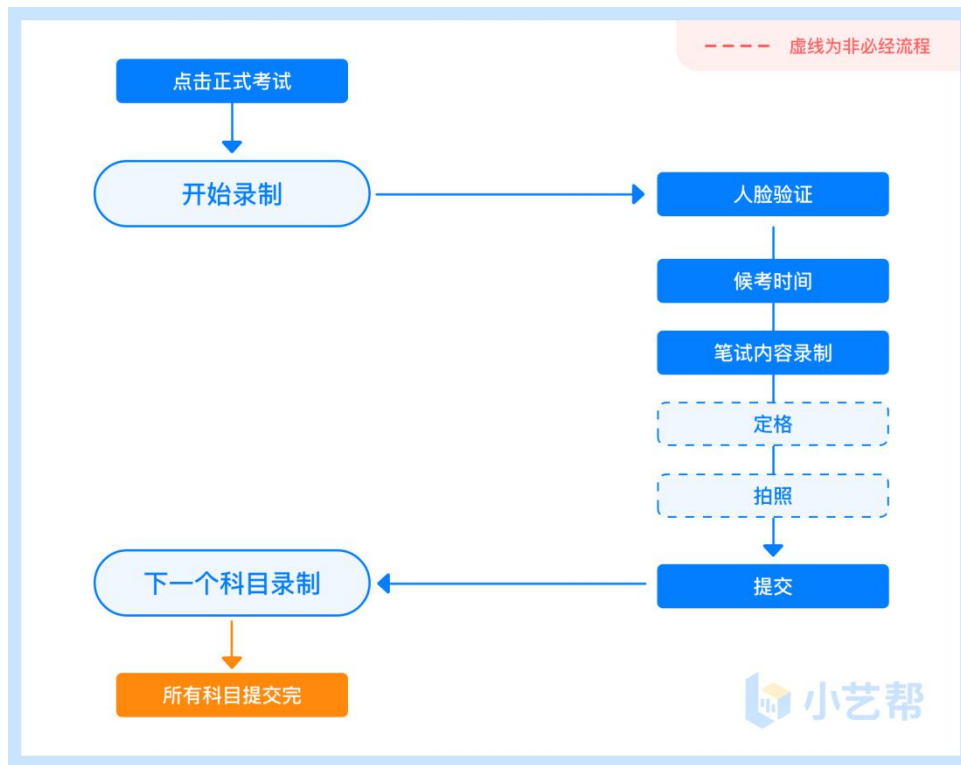 虚线为非必经流程
点击正式考试
开始录制
人脸验证
候考时间
笔试内容录制
定格
拍照
提交
下一个科目录制
所有科目提交完
小艺帮